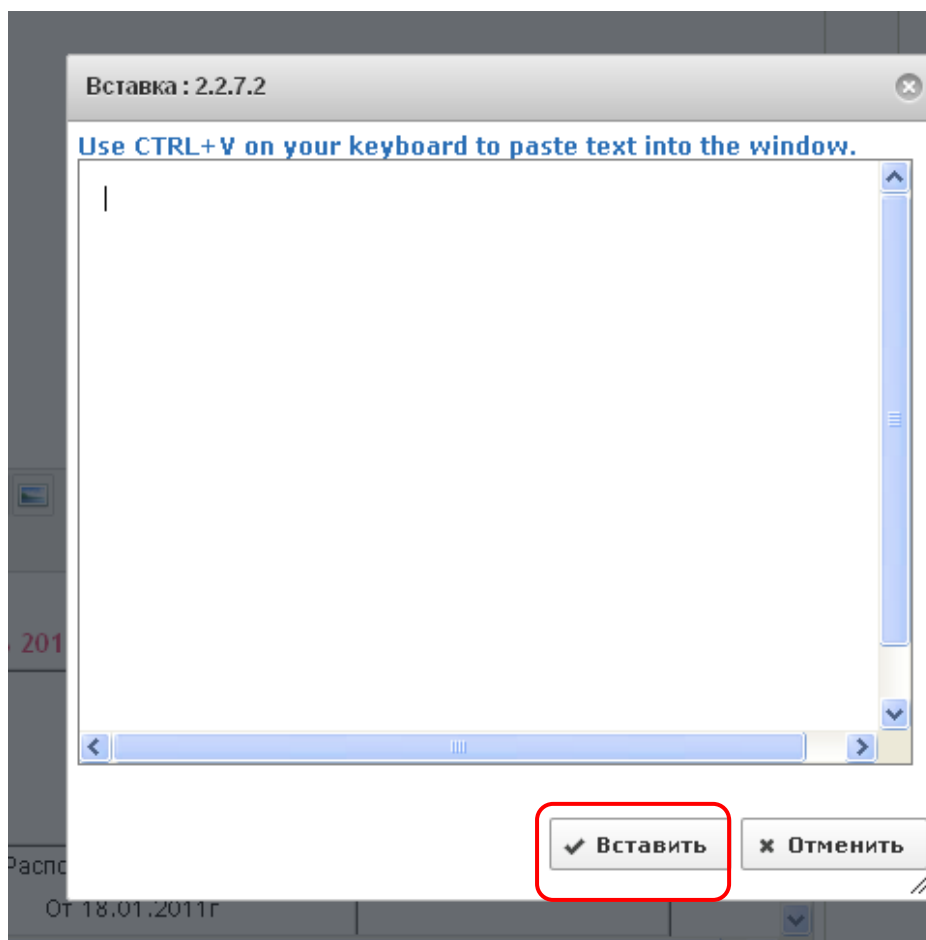 Вставка : 2.2.7.2
Use CTRL+V on your keyboard to paste text into the window.
201
Вставить
Отменить
Распо
От 18.01.2011г